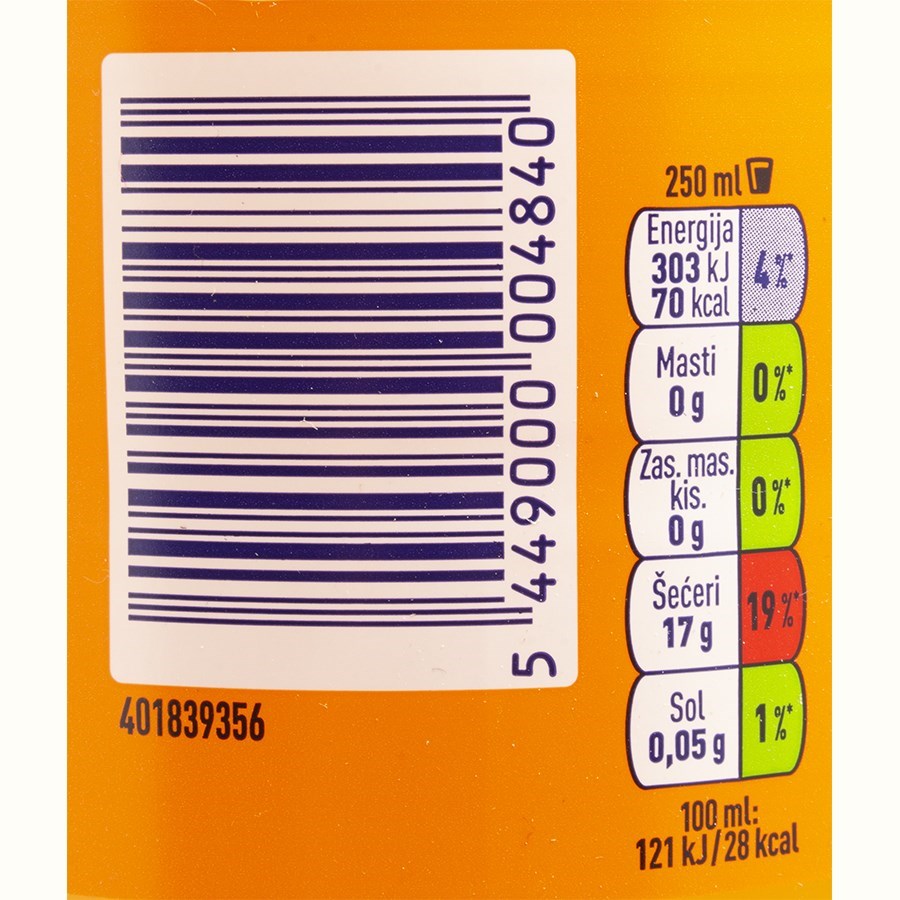 5 449000 004840
401839356
250 ml
Energija
303 kJ
70 kcal
4%*
Masti
0 g
0%*
Zas. mas.
kis.
0 g
0%*
Šećeri
17 g
19%*
Sol
0,05 g
1%*
100 ml:
121 kJ/28 kcal